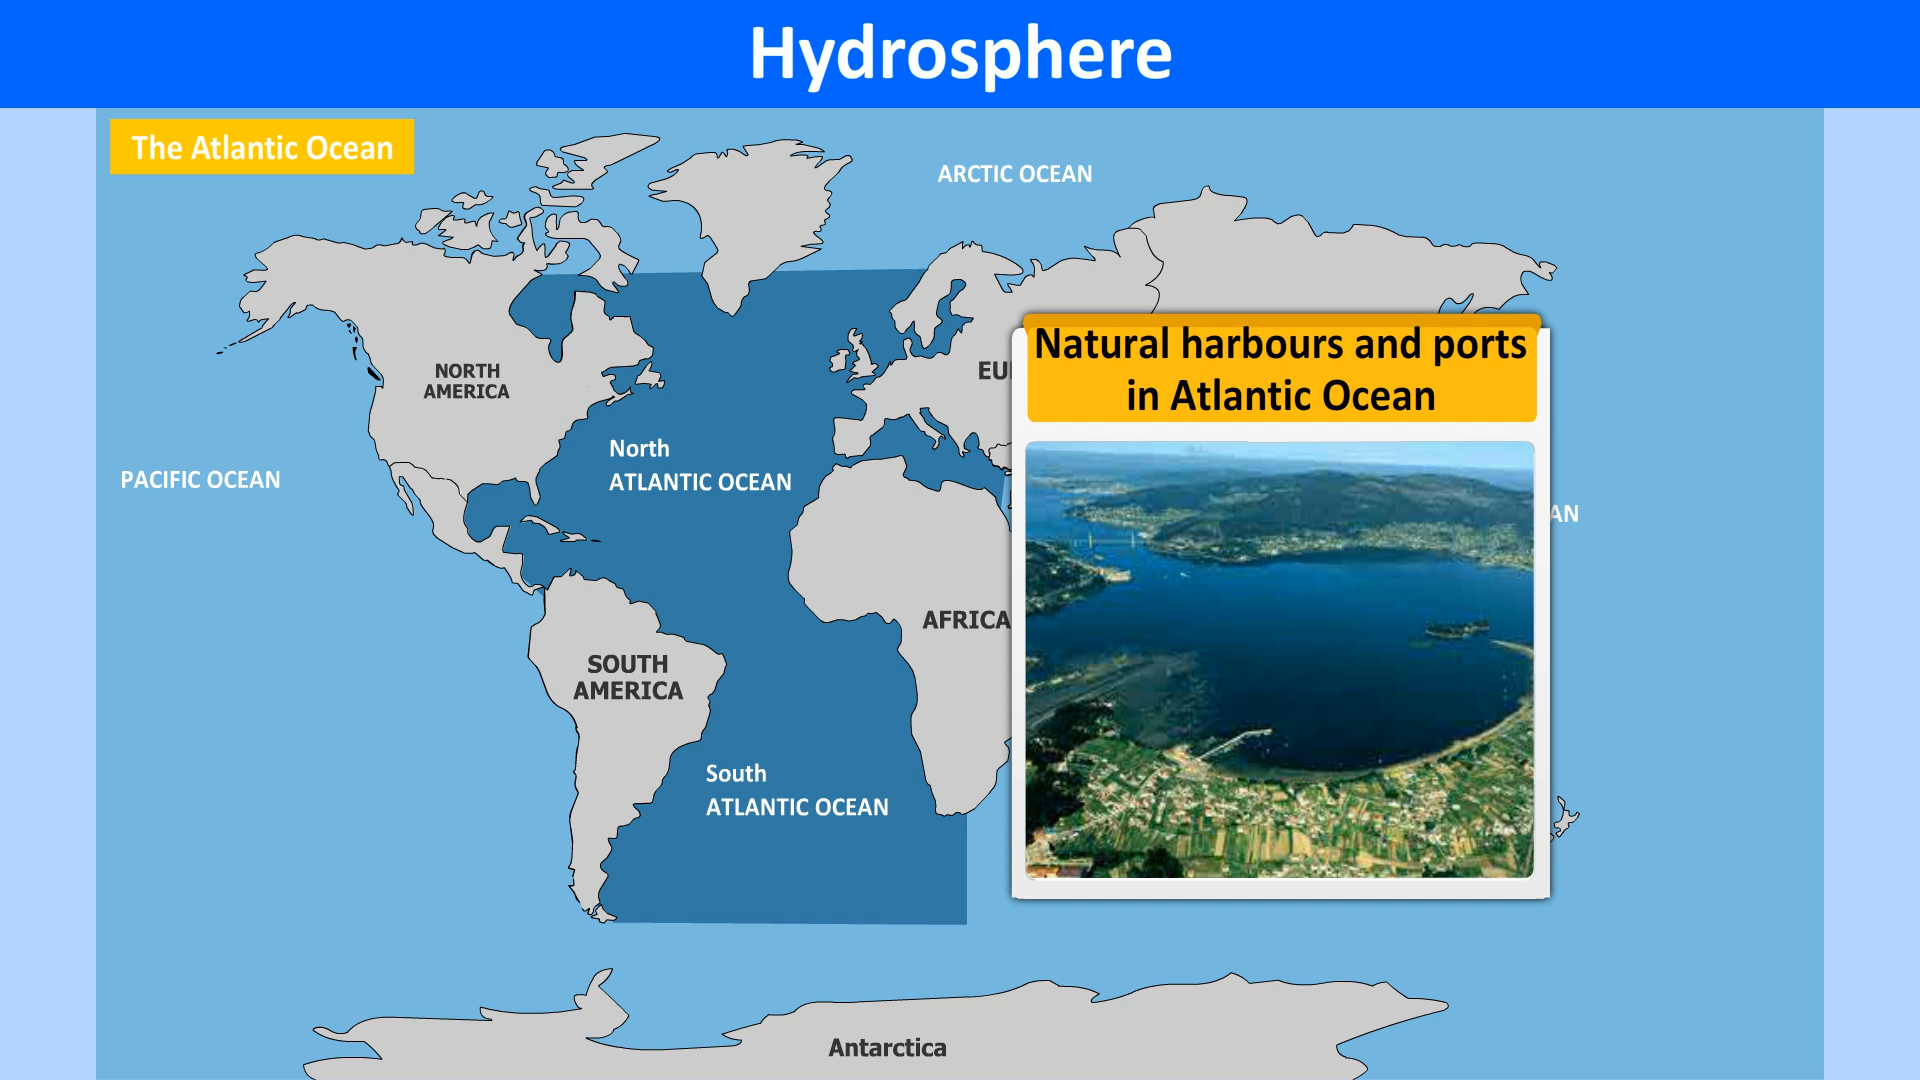 Hydrosphere
The Atlantic Ocean
ARCTIC OCEAN
NORTH
AMERICA
EU
Natural harbours and ports
in Atlantic Ocean
North
ATLANTIC OCEAN
PACIFIC OCEAN
AN
AFRICA
SOUTH
AMERICA
South
ATLANTIC OCEAN
Antarctica